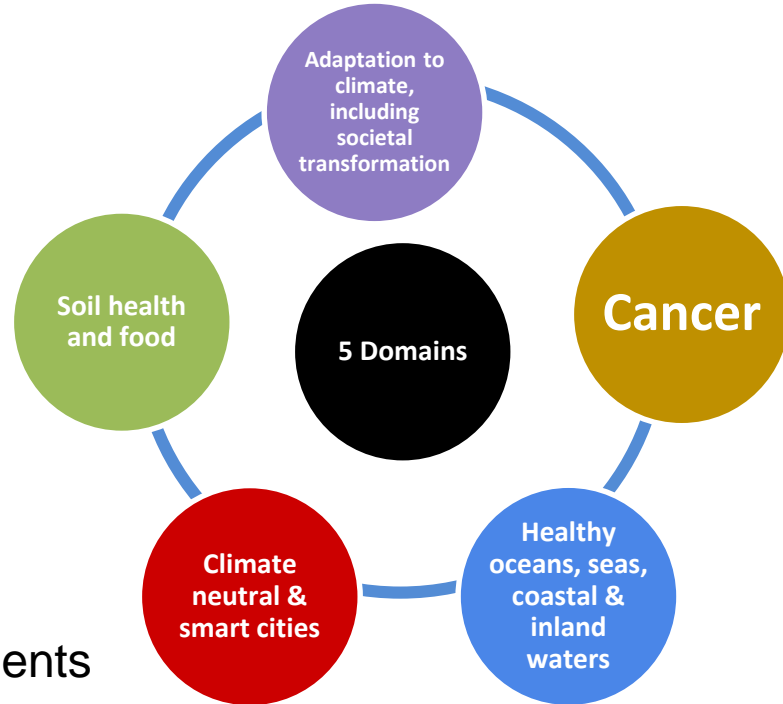 Adaptation to
climate,
including
societal
transformation
Cancer
Soil health
and food
5 Domains
Healthy
oceans, seas,
coastal &
inland
waters
Climate
neutral &
smart cities
ents